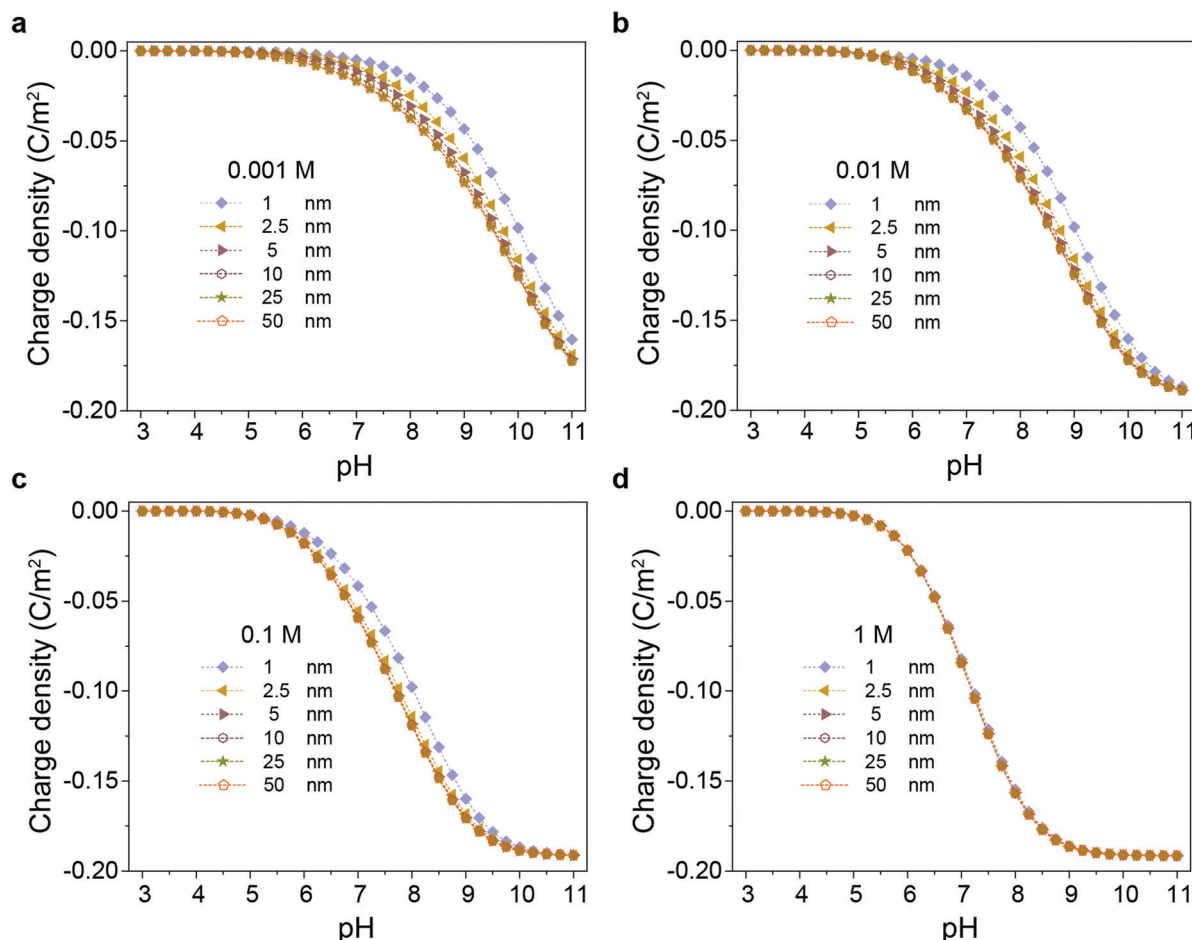 a
Charge density (C/m²)
0.00
-0.05
-0.10
-0.15
-0.20
0.001 M
1 nm
2.5 nm
5 nm
10 nm
25 nm
50 nm
3 4 5 6 7 8 9 10 11
pH
b
Charge density (C/m²)
0.00
-0.05
-0.10
-0.15
-0.20
0.01 M
1 nm
2.5 nm
5 nm
10 nm
25 nm
50 nm
3 4 5 6 7 8 9 10 11
pH
c
Charge density (C/m²)
0.00
-0.05
-0.10
-0.15
-0.20
0.1 M
1 nm
2.5 nm
5 nm
10 nm
25 nm
50 nm
3 4 5 6 7 8 9 10 11
pH
d
Charge density (C/m²)
0.00
-0.05
-0.10
-0.15
-0.20
1 M
1 nm
2.5 nm
5 nm
10 nm
25 nm
50 nm
3 4 5 6 7 8 9 10 11
pH